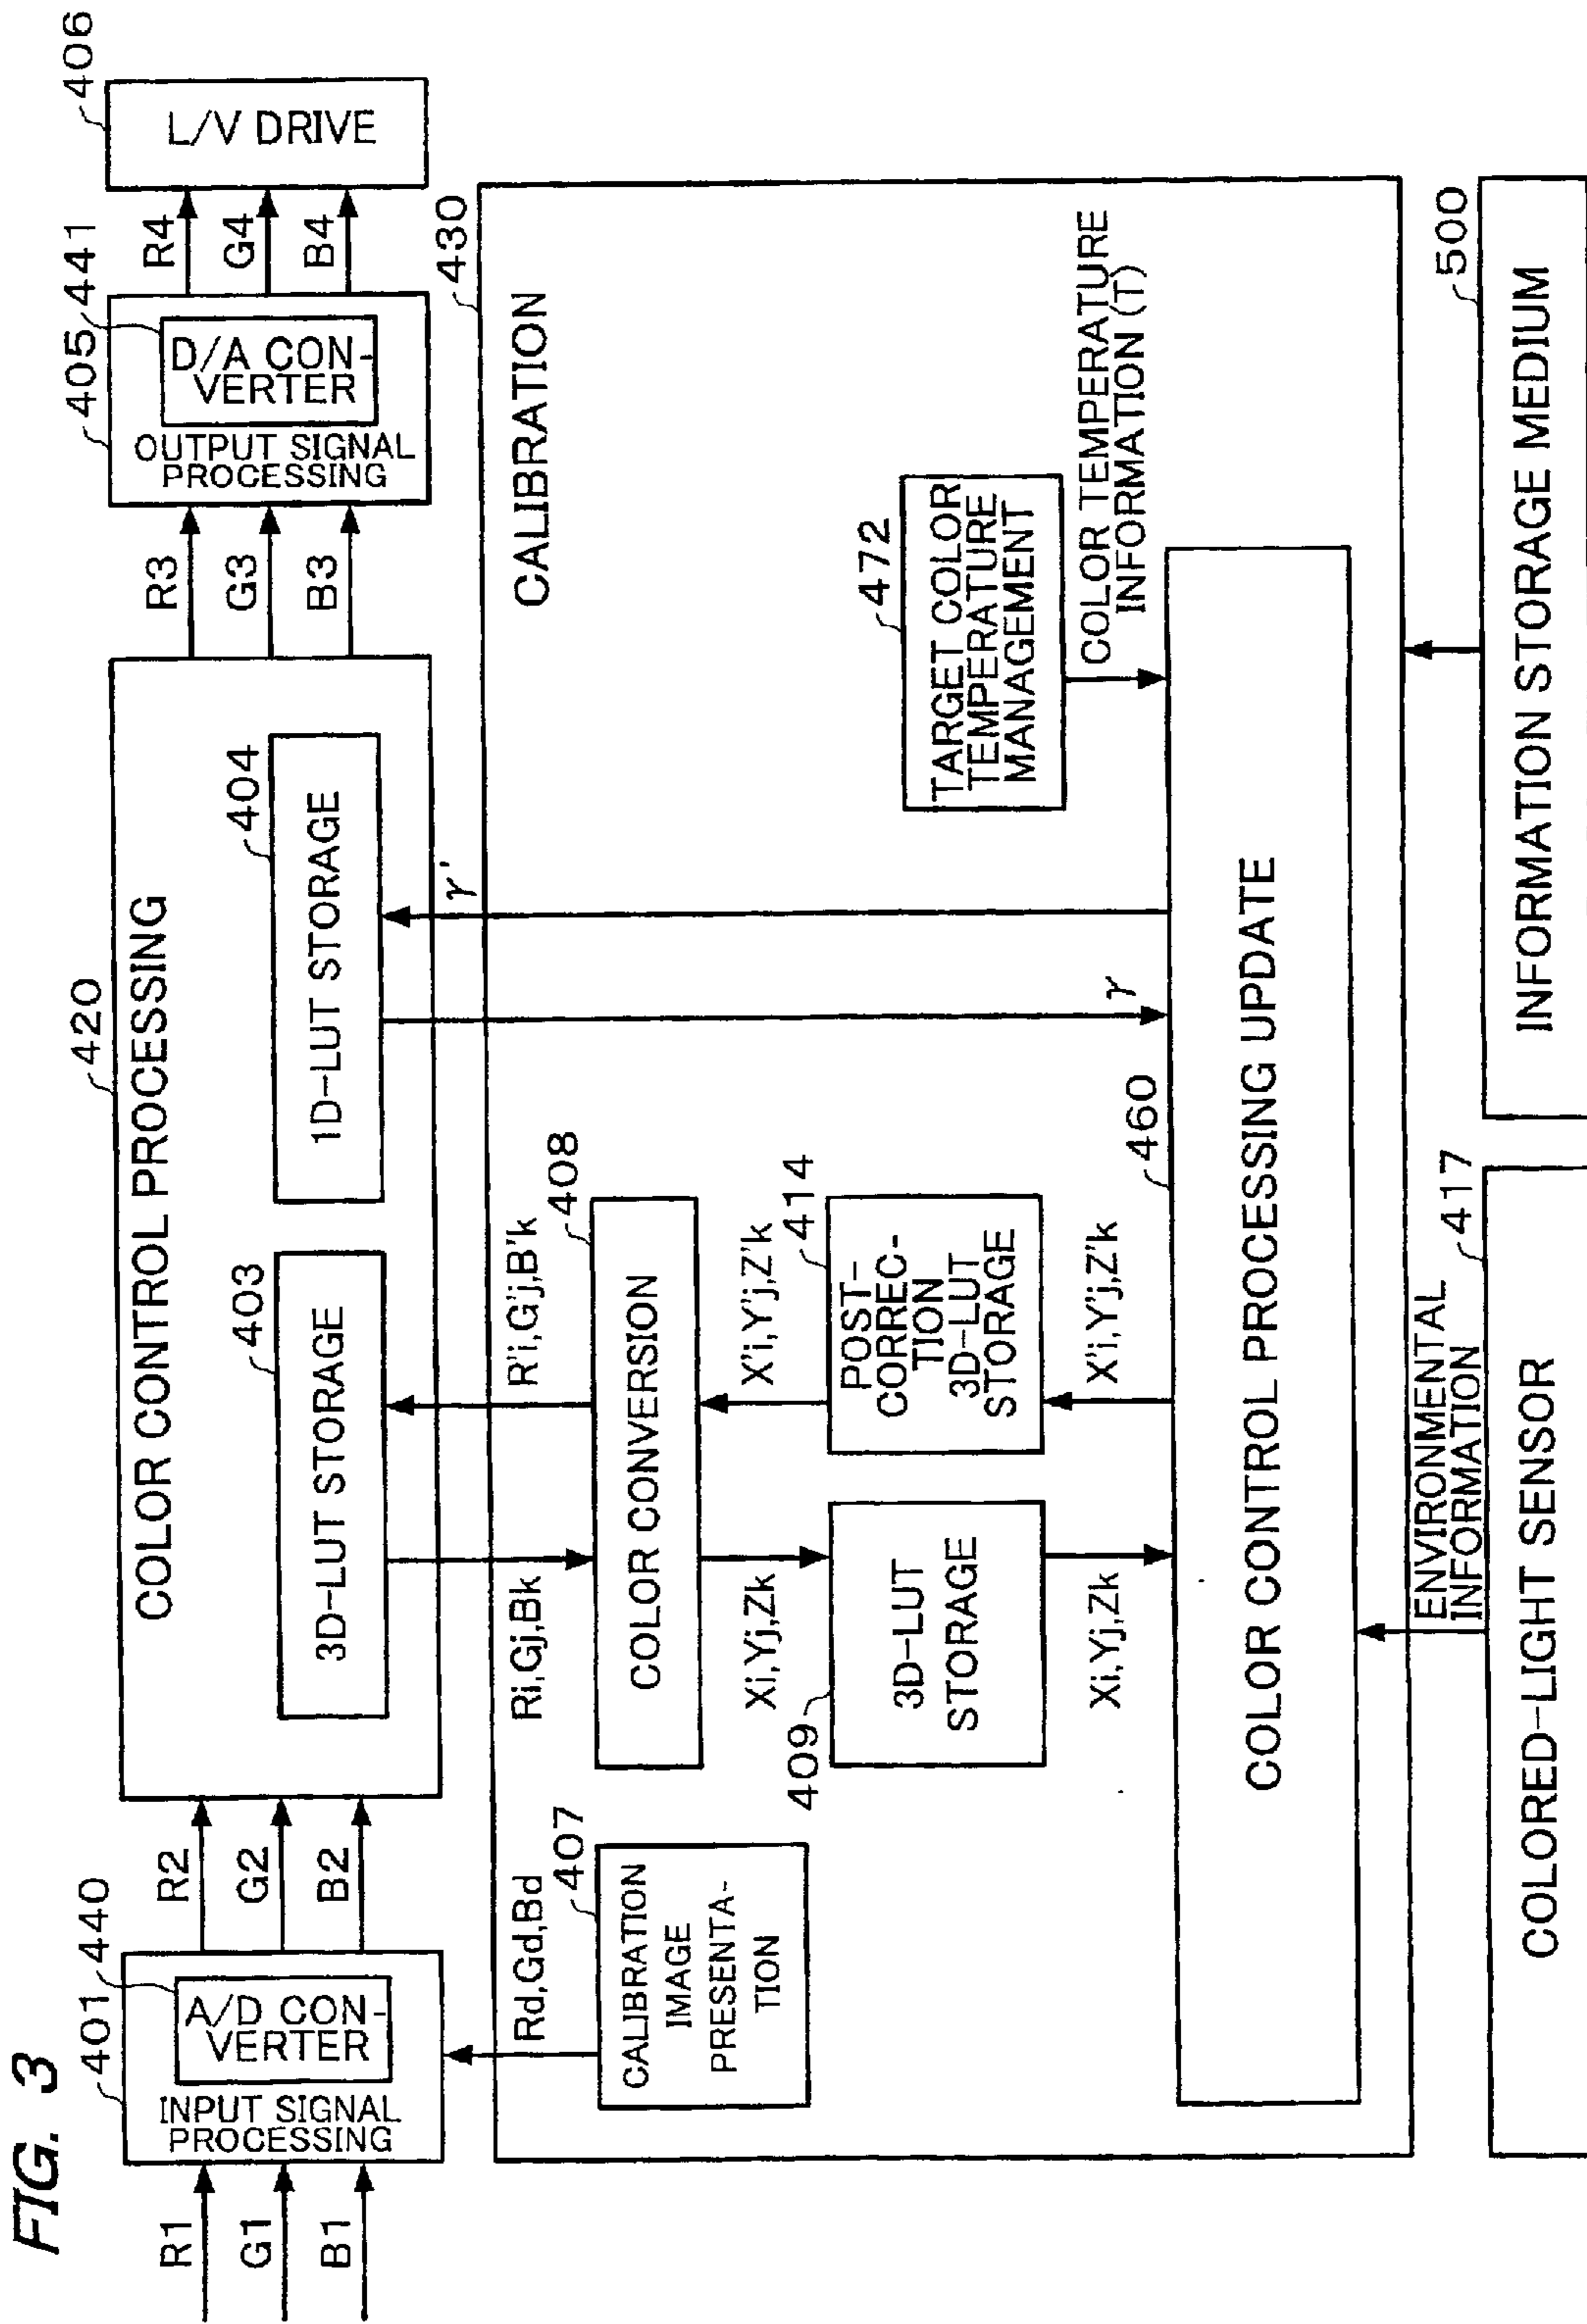 FIG. 3
R1
G1
B1
401
440
A/D CON-
VERTER
INPUT SIGNAL
PROCESSING
R2
G2
B2
420
COLOR CONTROL PROCESSING
403
3D-LUT STORAGE
404
1D-LUT STORAGE
R3
G3
B3
405
441
D/A CON-
VERTER
OUTPUT SIGNAL
PROCESSING
R4
G4
B4
406
L/V DRIVE
430
CALIBRATION
Rd,Gd,Bd
407
CALIBRATION
IMAGE
PRESENTA-
TION
Ri,Gj,Bk
R'i,G'j,B'k
408
COLOR CONVERSION
Xi,Yj,Zk
X'i,Y'j,Z'k
409
3D-LUT
STORAGE
414
POST-
CORREC-
TION
3D-LUT
STORAGE
Xi,Yj,Zk
X'i,Y'j,Z'k
γ
γ'
472
TARGET COLOR
TEMPERATURE
MANAGEMENT
COLOR TEMPERATURE
INFORMATION (T)
460
COLOR CONTROL PROCESSING UPDATE
ENVIRONMENTAL
INFORMATION
417
COLORED-LIGHT SENSOR
500
INFORMATION STORAGE MEDIUM